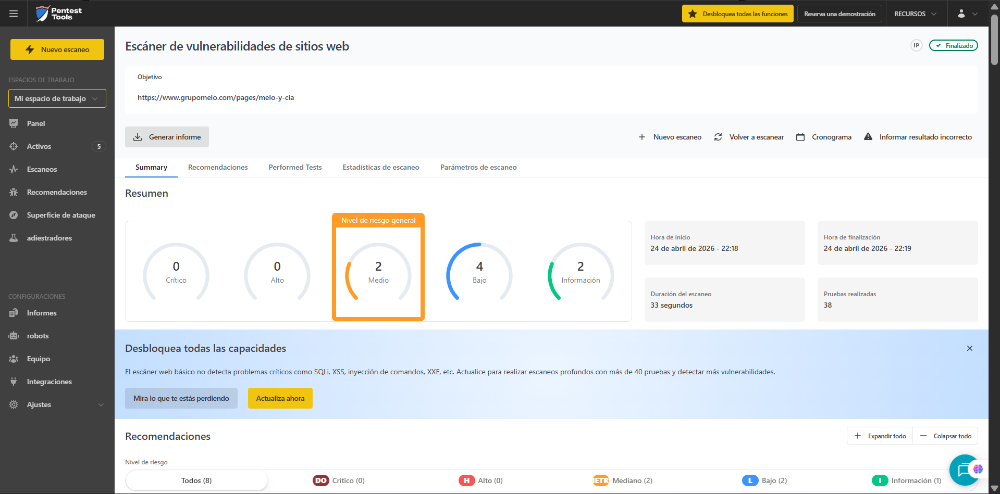 Pentest
Tools
Desbloquea todas las funciones
Reserva una demostración
RECURSOS
Nuevo escaneo
ESPACIOS DE TRABAJO
Mi espacio de trabajo
Panel
Activos
5
Escaneos
Recomendaciones
Superficie de ataque
adiestradores
CONFIGURACIONES
Informes
robots
Equipo
Integraciones
Ajustes
Escáner de vulnerabilidades de sitios web
IP
Finalizado
Objetivo
https://www.grupomelo.com/pages/melo-y-cia
Generar informe
Nuevo escaneo
Volver a escanear
Cronograma
Informar resultado incorrecto
Summary
Recomendaciones
Performed Tests
Estadísticas de escaneo
Parámetros de escaneo
Resumen
Nivel de riesgo general
0
Crítico
0
Alto
2
Medio
4
Bajo
2
Información
Hora de inicio
24 de abril de 2026 - 22:18
Hora de finalización
24 de abril de 2026 - 22:19
Duración del escaneo
33 segundos
Pruebas realizadas
38
Desbloquea todas las capacidades
El escáner web básico no detecta problemas críticos como SQLi, XSS, inyección de comandos, XXE, etc. Actualice para realizar escaneos profundos con más de 40 pruebas y detectar más vulnerabilidades.
Mira lo que te estás perdiendo
Actualiza ahora
Recomendaciones
Expandir todo
Colapsar todo
Nivel de riesgo
Todos (8)
DO Crítico (0)
H Alto (0)
Mediano (2)
L Bajo (2)
I Información (1)